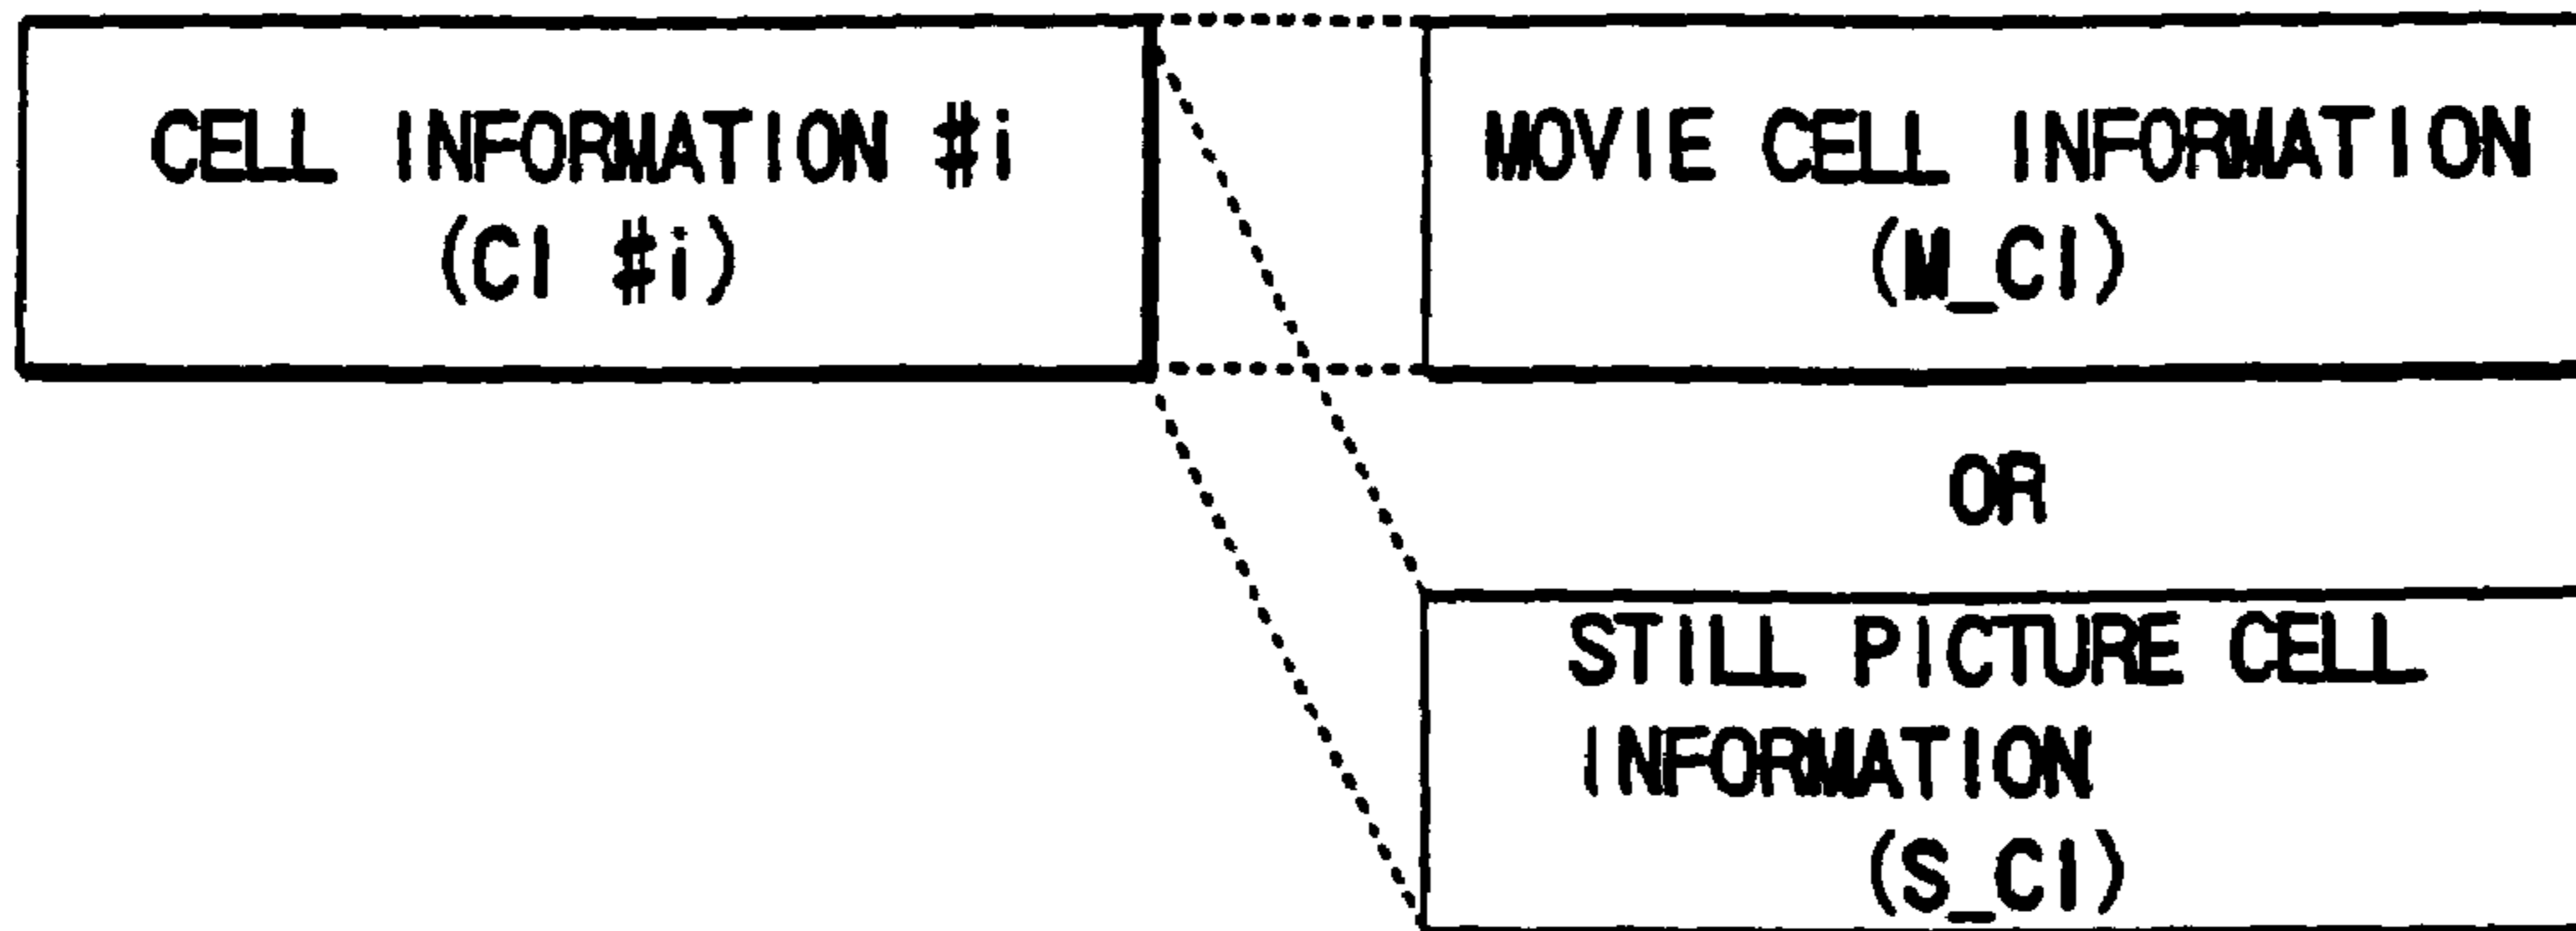 CELL INFORMATION #i
(CI #i)
MOVIE CELL INFORMATION
(M_CI)
OR
STILL PICTURE CELL
INFORMATION
(S_CI)